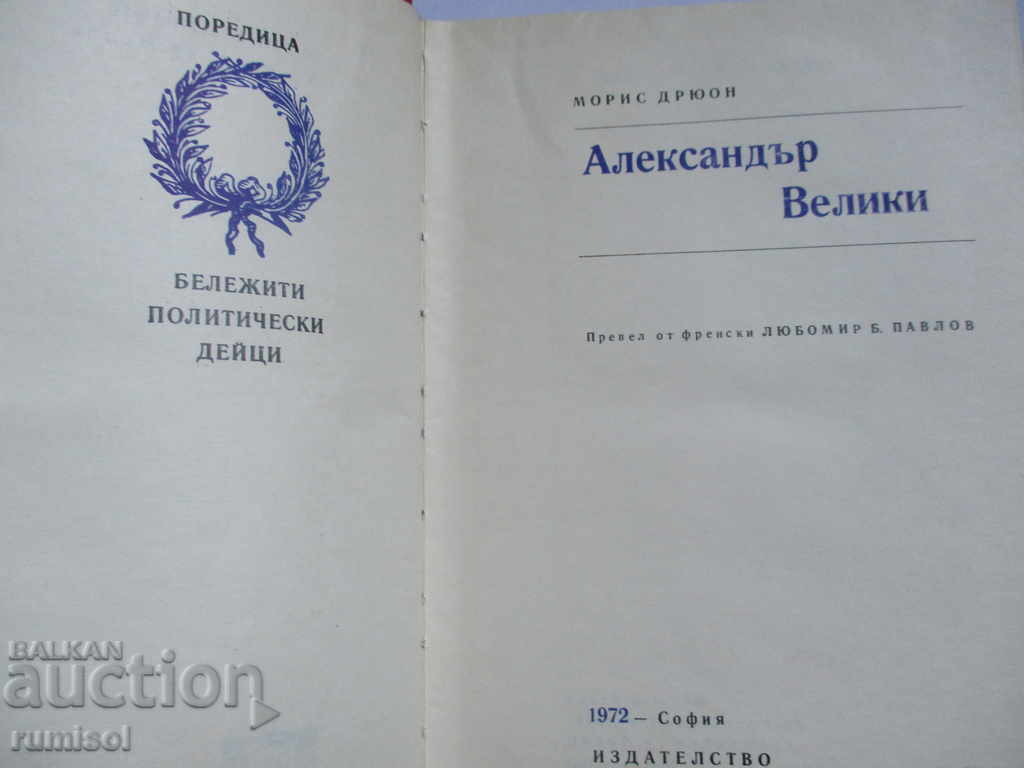 ПОРЕДИЦА
БЕЛЕЖИТИ
ПОЛИТИЧЕСКИ
ДЕЙЦИ
МОРИС ДРЮОН
Александър
Велики
Превел от френски ЛЮБОМИР Б. ПАВЛОВ
1972 — София
ИЗДАТЕЛСТВО
BALKAN
auction
rumisol